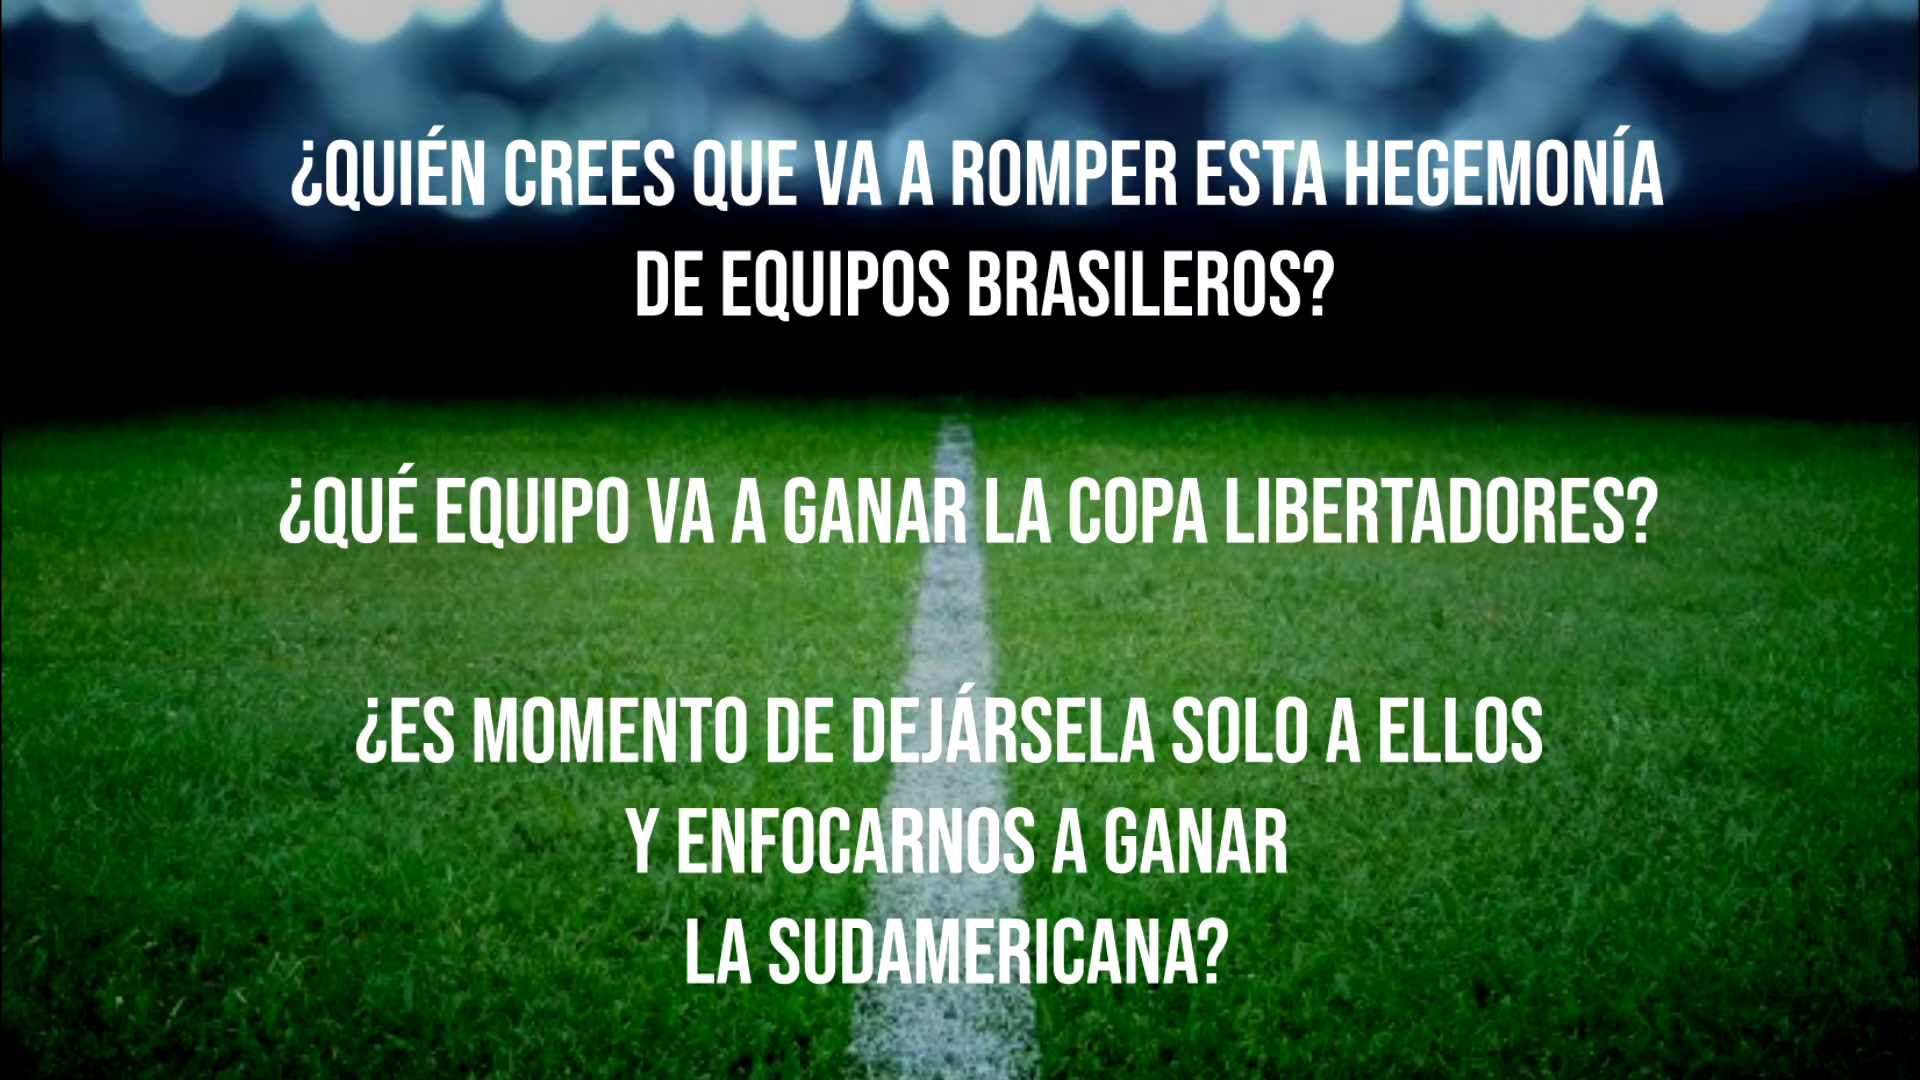 ¿QUIÉN CREES QUE VA A ROMPER ESTA HEGEMONÍA
DE EQUIPOS BRASILEROS?
¿QUÉ EQUIPO VA A GANAR LA COPA LIBERTADORES?
¿ES MOMENTO DE DEJÁRSELA SOLO A ELLOS
Y ENFOCARNOS A GANAR
LA SUDAMERICANA?